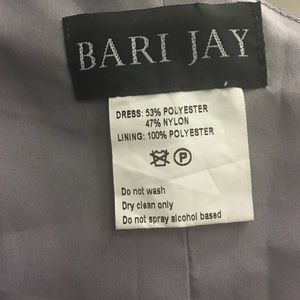 BARI JAY
DRESS: 53% POLYESTER
47% NYLON
LINING: 100% POLYESTER
P
Do not wash
Dry clean only
Do not spray alcohol based